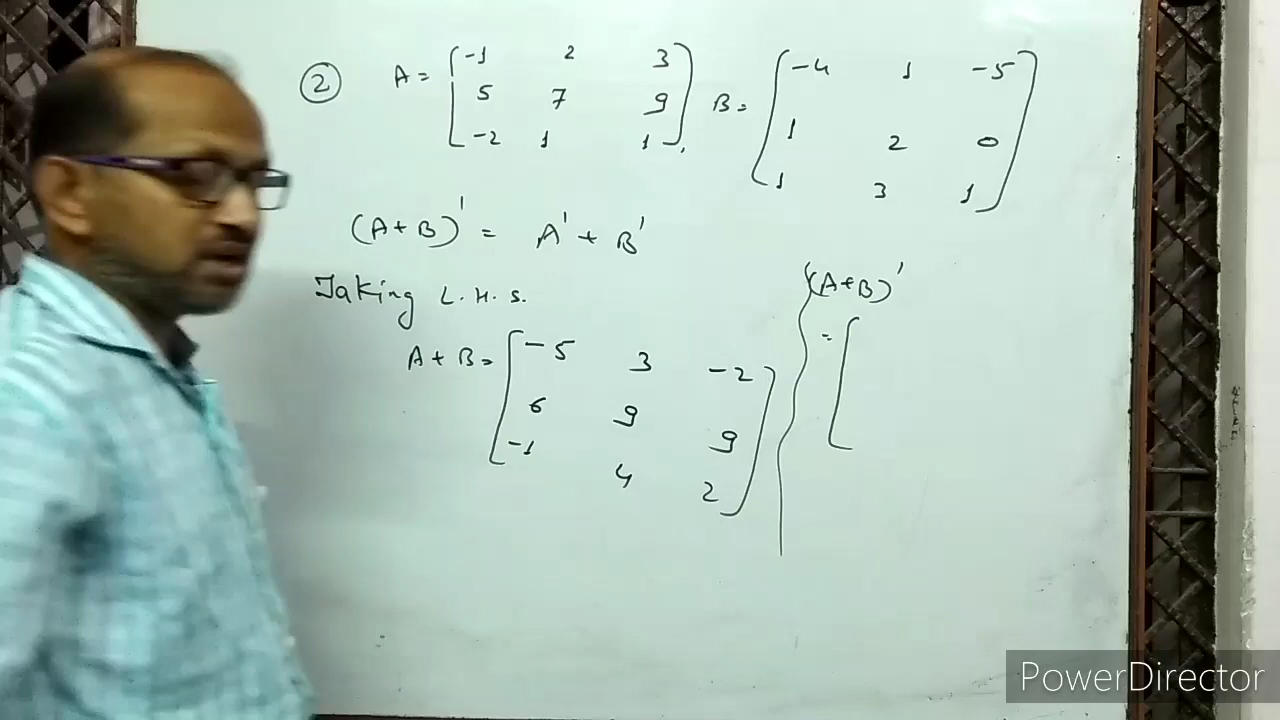 ② A = [ -1 2 3
5 7 9
-2 1 1 ], B = [ -4 1 -5
1 2 0
1 3 1 ]
(A+B)' = A' + B'
Taking L.H.S.
A + B = [ -5 3 -2
6 9 9
-1 4 2 ]
(A+B)'
= [
PowerDirector